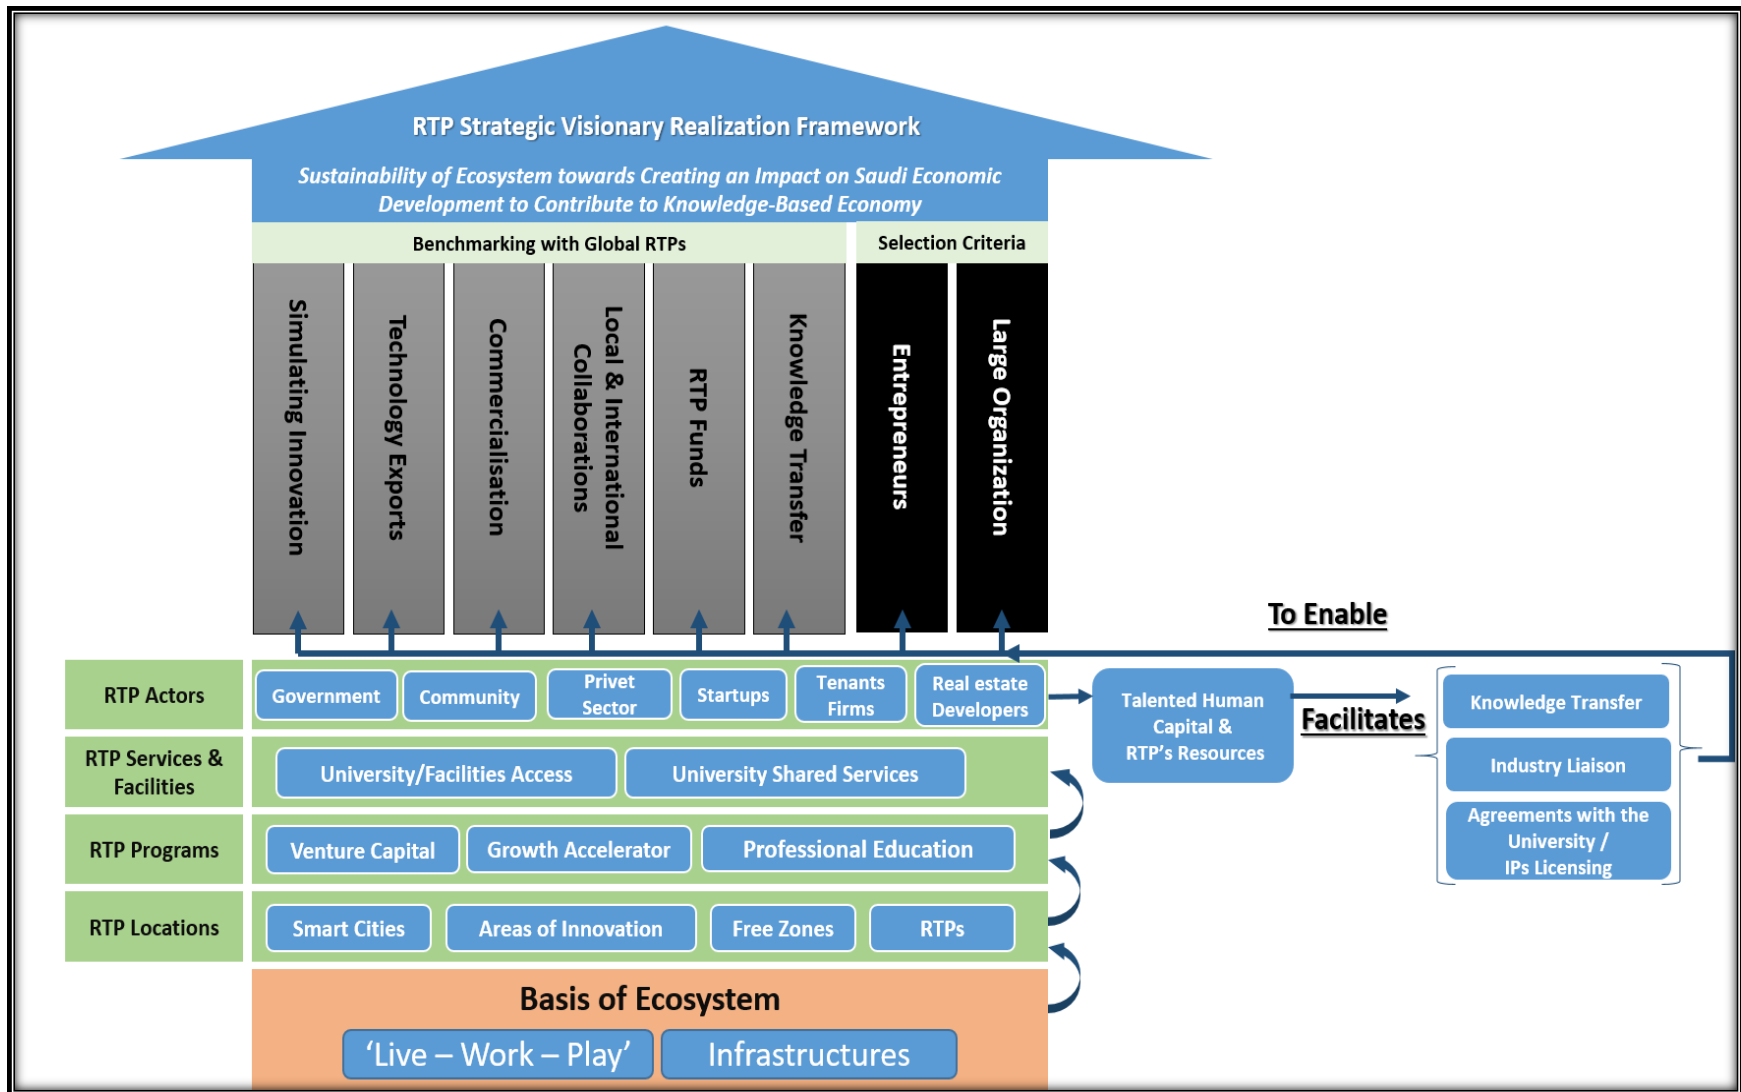 RTP Strategic Visionary Realization Framework
Sustainability of Ecosystem towards Creating an Impact on Saudi Economic
Development to Contribute to Knowledge-Based Economy
Benchmarking with Global RTPs
Selection Criteria
Simulating Innovation
Technology Exports
Commercialisation
Local & International
Collaborations
RTP Funds
Knowledge Transfer
Entrepreneurs
Large Organization
To Enable
RTP Actors
Government
Community
Privet
Sector
Startups
Tenants
Firms
Real estate
Developers
Talented Human
Capital &
RTP's Resources
Facilitates
Knowledge Transfer
Industry Liaison
Agreements with the
University /
IPs Licensing
RTP Services &
Facilities
University/Facilities Access
University Shared Services
RTP Programs
Venture Capital
Growth Accelerator
Professional Education
RTP Locations
Smart Cities
Areas of Innovation
Free Zones
RTPs
Basis of Ecosystem
‘Live – Work – Play’
Infrastructures